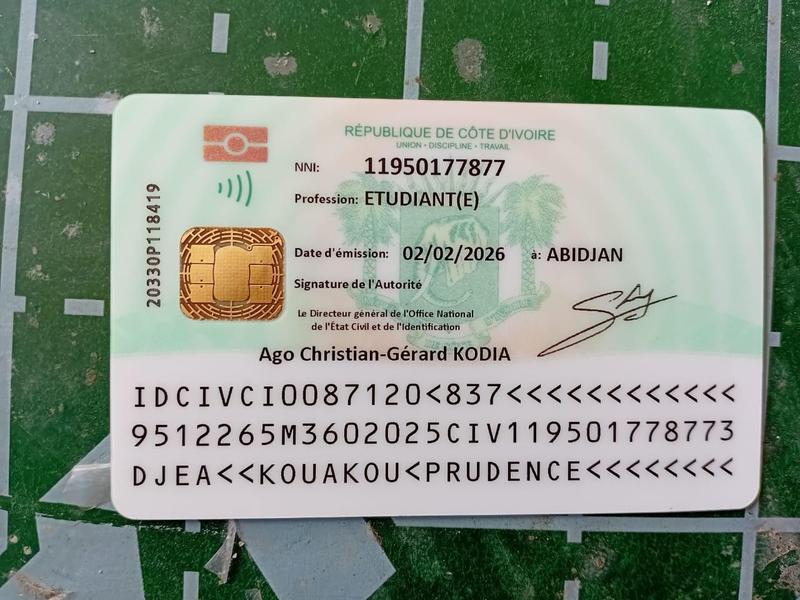 RÉPUBLIQUE DE CÔTE D'IVOIRE
UNION - DISCIPLINE - TRAVAIL
NNI: 11950177877
Profession: ETUDIANT(E)
20330P118419
Date d'émission: 02/02/2026 à: ABIDJAN
Signature de l'Autorité
Le Directeur général de l'Office National
de l'État Civil et de l'Identification
Ago Christian-Gérard KODIA
IDCIVCI0087120<837<<<<<<<<<<<<
9512265M3602025CIV119501778773
DJEA<<KOUAKOU<PRUDENCE<<<<<<<<